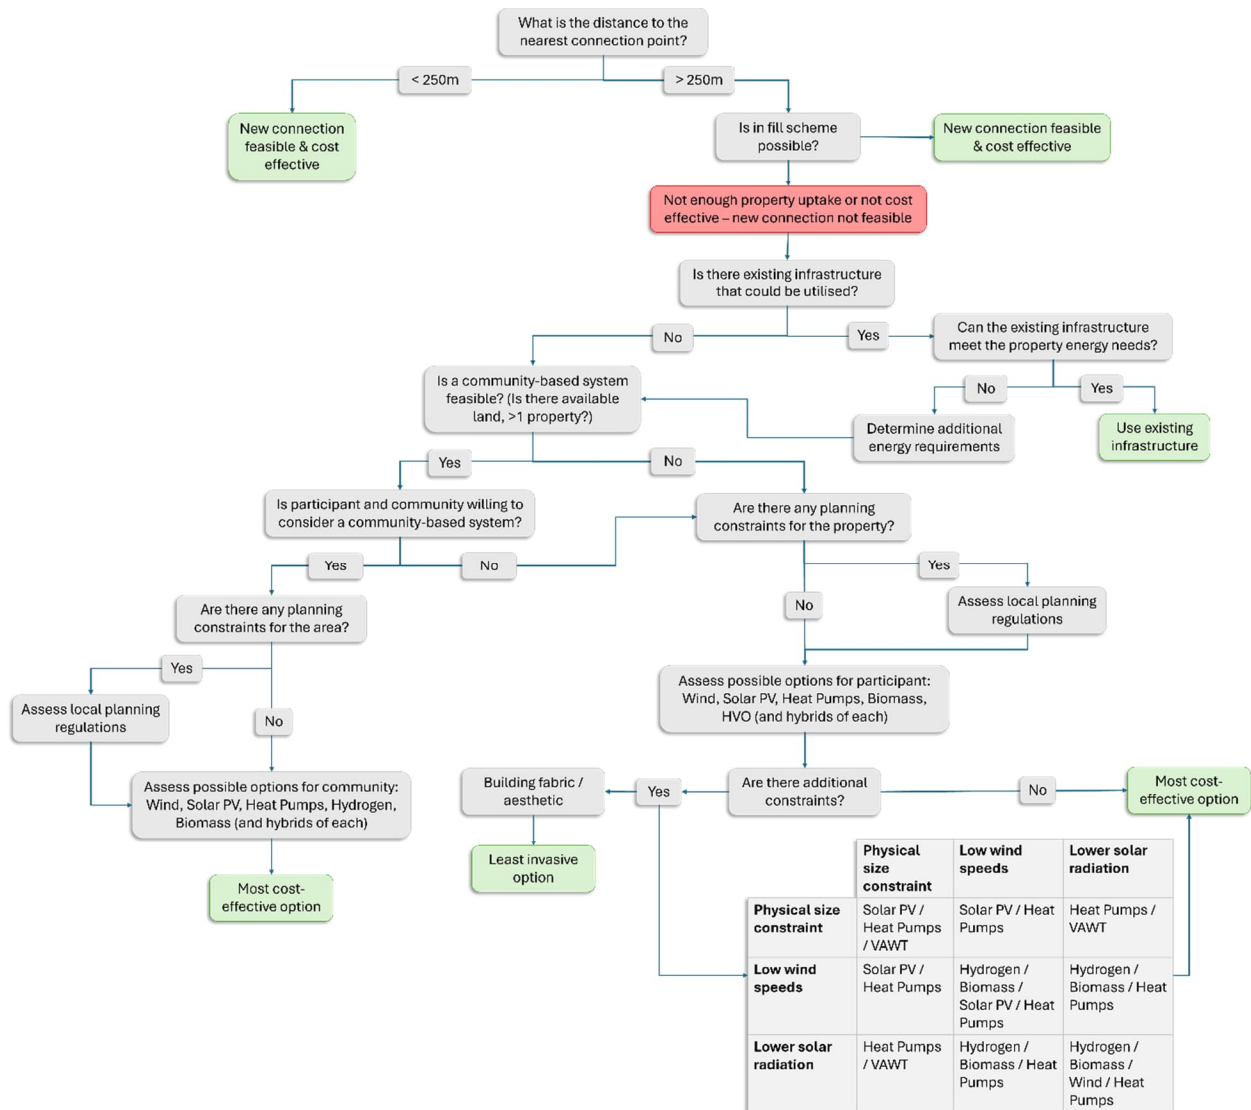 What is the distance to the
nearest connection point?
< 250m
> 250m
New connection
feasible & cost
effective
Is in fill scheme
possible?
New connection feasible
& cost effective
Not enough property uptake or not cost
effective – new connection not feasible
Is there existing infrastructure
that could be utilised?
No
Yes
Can the existing infrastructure
meet the property energy needs?
No
Yes
Is a community-based system
feasible? (Is there available
land, >1 property?)
Determine additional
energy requirements
Use existing
infrastructure
Yes
No
Is participant and community willing to
consider a community-based system?
Are there any planning
constraints for the property?
Yes
No
Yes
No
Are there any planning
constraints for the area?
Assess local planning
regulations
Yes
Assess local planning
regulations
No
Assess possible options for participant:
Wind, Solar PV, Heat Pumps, Biomass,
HVO (and hybrids of each)
Assess possible options for community:
Wind, Solar PV, Heat Pumps, Hydrogen,
Biomass (and hybrids of each)
Building fabric /
aesthetic
Yes
Are there additional
constraints?
No
Most cost-
effective option
Least invasive
option
Most cost-
effective option
Physical
size
constraint
Low wind
speeds
Lower solar
radiation
Physical size
constraint
Solar PV /
Heat Pumps
/ VAWT
Solar PV / Heat
Pumps
Heat Pumps /
VAWT
Low wind
speeds
Solar PV /
Heat Pumps
Hydrogen /
Biomass /
Solar PV / Heat
Pumps
Hydrogen /
Biomass / Heat
Pumps
Lower solar
radiation
Heat Pumps
/ VAWT
Hydrogen /
Biomass / Heat
Pumps
Hydrogen /
Biomass /
Wind / Heat
Pumps